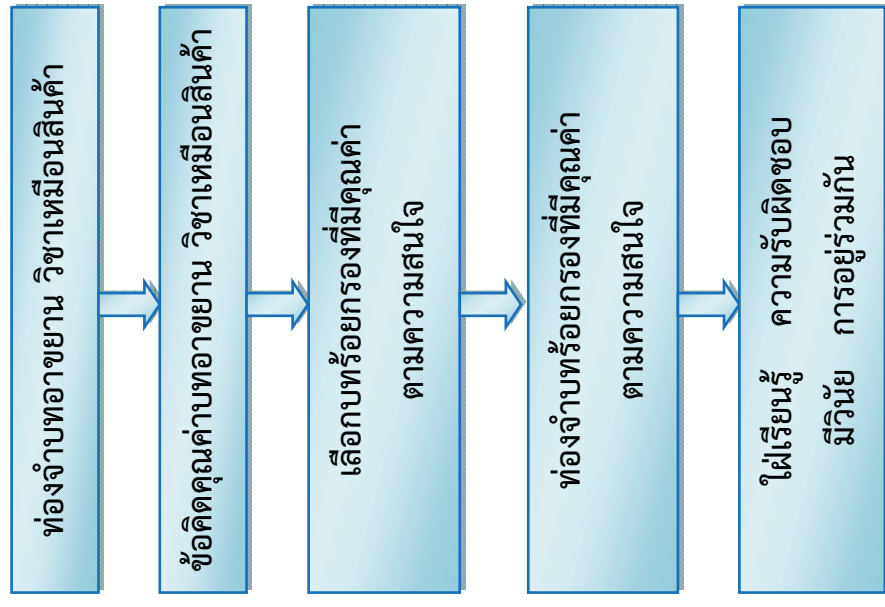 ท่องจำบทอาขยาน วิชาเหมือนสินค้า
ข้อคิดคุณค่าบทอาขยาน วิชาเหมือนสินค้า
เลือกบทร้อยกรองที่มีคุณค่า
ตามความสนใจ
ท่องจำบทร้อยกรองที่มีคุณค่า
ตามความสนใจ
ใฝ่เรียนรู้ ความรับผิดชอบ
มีวินัย การอยู่ร่วมกัน